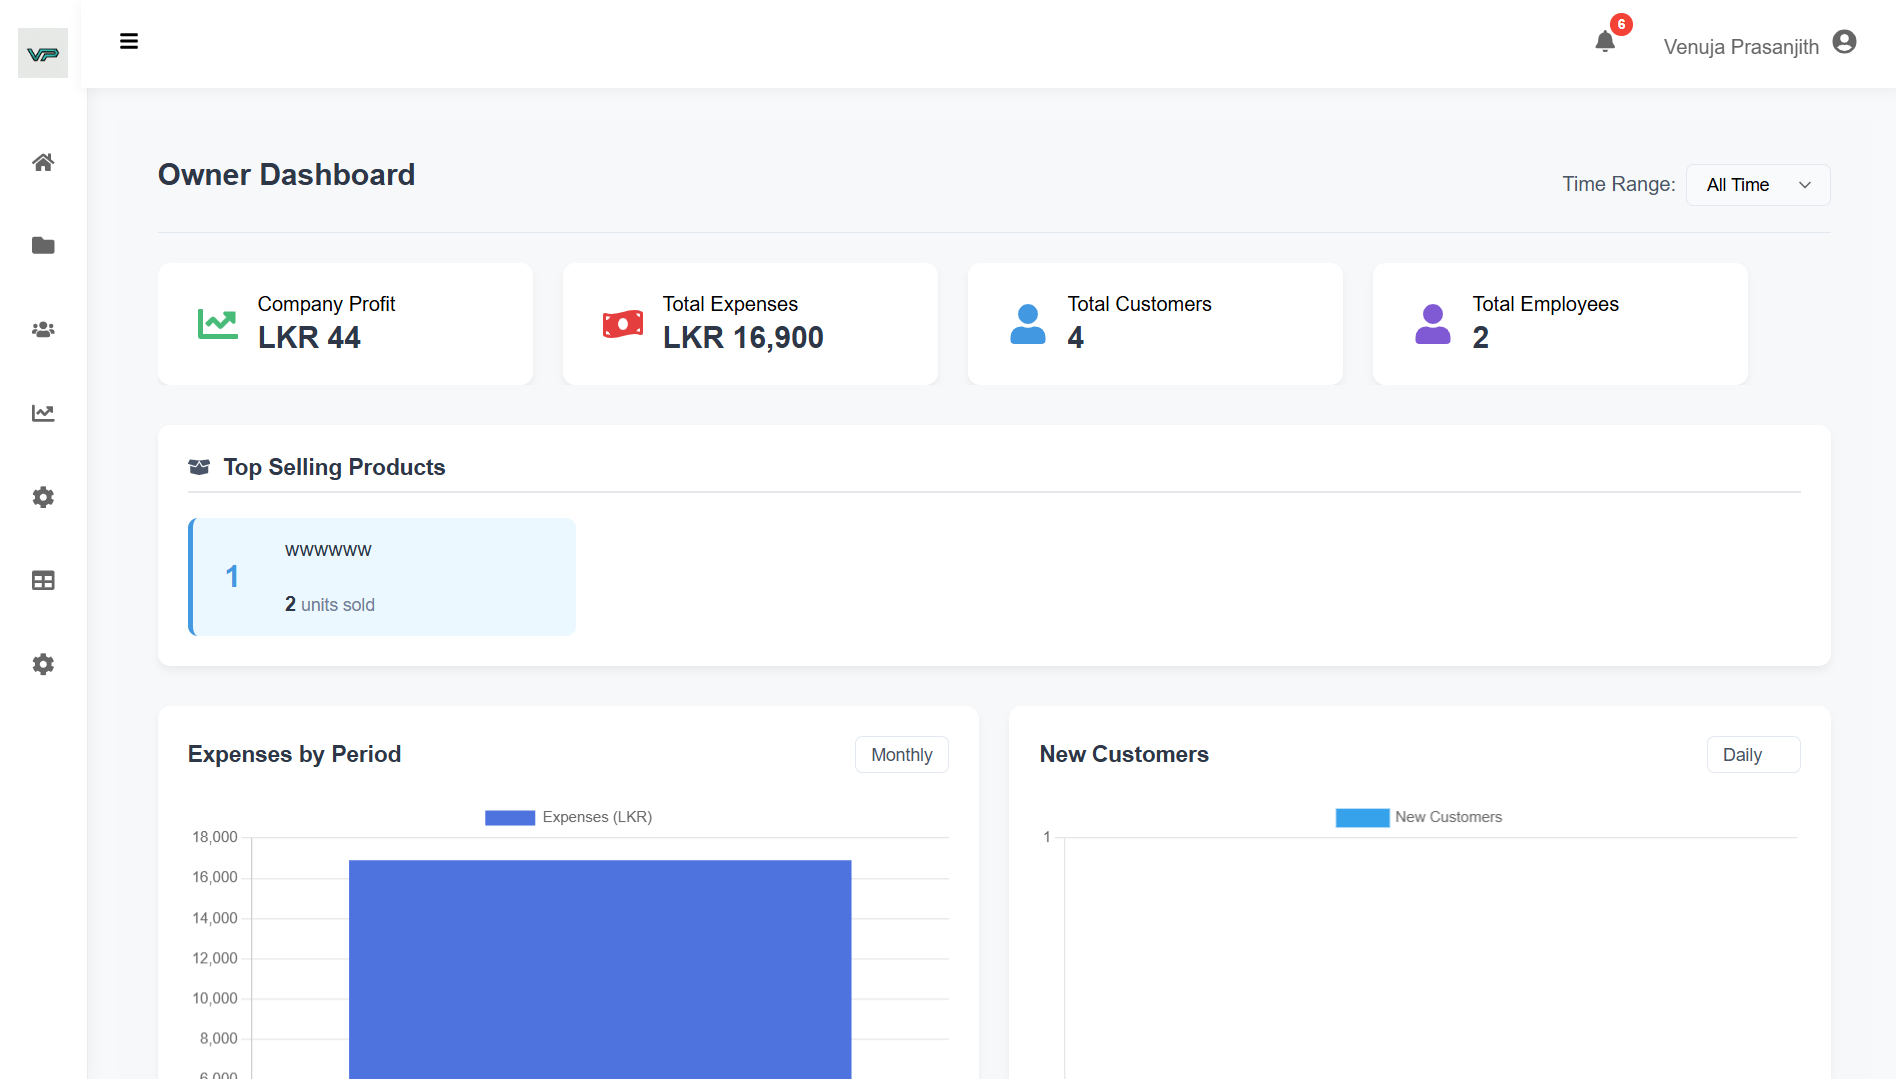 VP
6
Venuja Prasanjith
Owner Dashboard
Time Range:
All Time
Company Profit
LKR 44
Total Expenses
LKR 16,900
Total Customers
4
Total Employees
2
Top Selling Products
1
wwwwww
2 units sold
Expenses by Period
Monthly
Expenses (LKR)
18,000
16,000
14,000
12,000
10,000
8,000
6,000
New Customers
Daily
New Customers
1